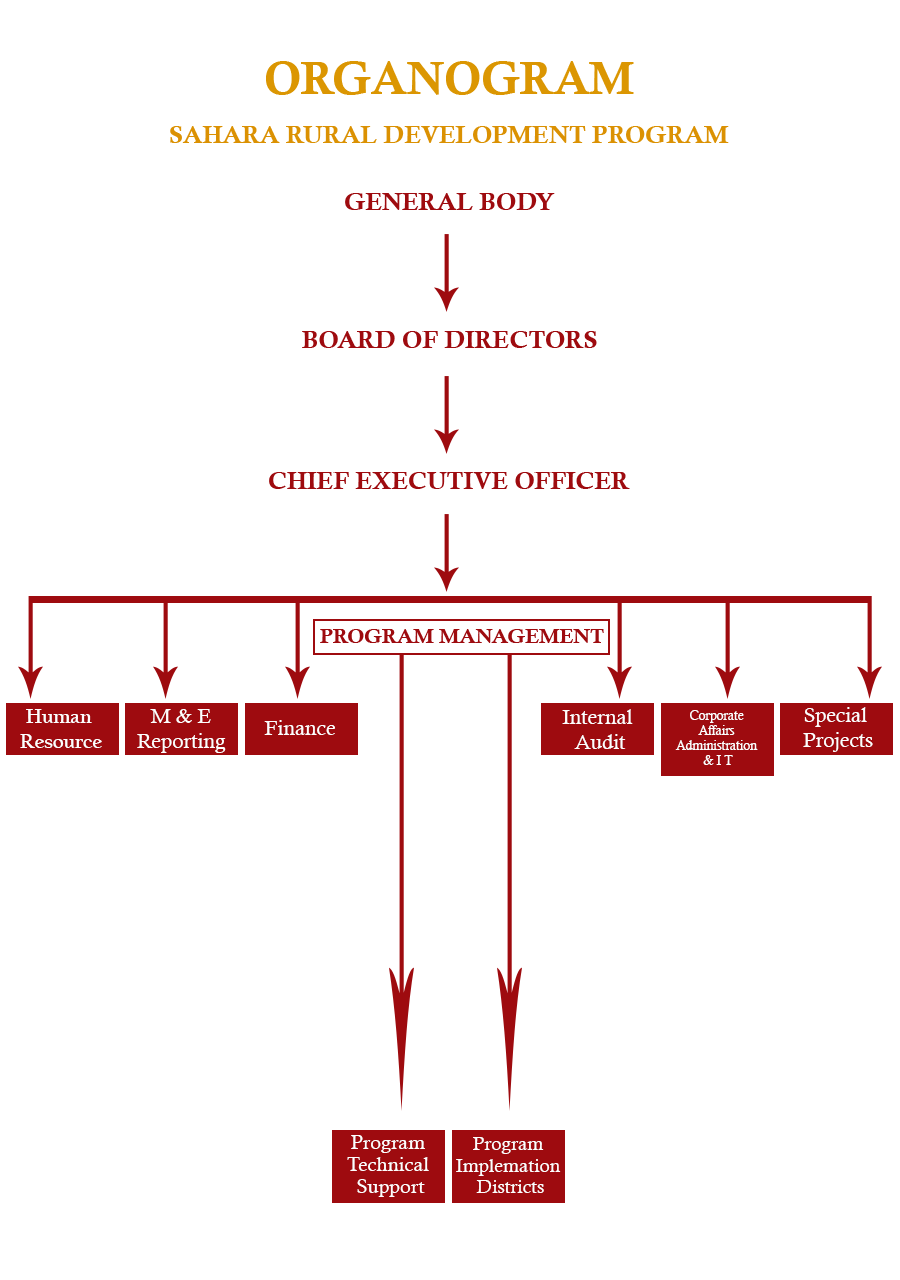 ORGANOGRAM
SAHARA RURAL DEVELOPMENT PROGRAM
GENERAL BODY
BOARD OF DIRECTORS
CHIEF EXECUTIVE OFFICER
PROGRAM MANAGEMENT
Human
Resource
M & E
Reporting
Finance
Internal
Audit
Corporate
Affairs
Administration
& I T
Special
Projects
Program
Technical
Support
Program
Implemation
Districts